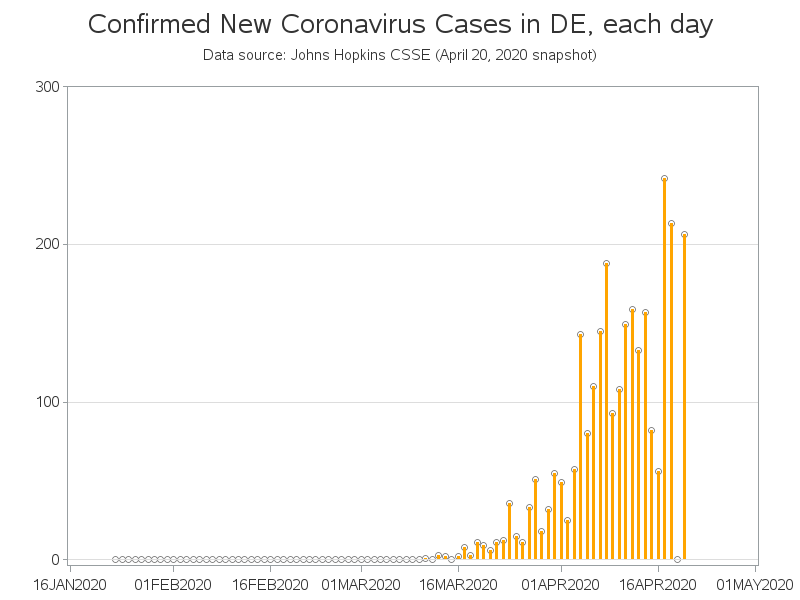 Confirmed New Coronavirus Cases in DE, each day
Data source: Johns Hopkins CSSE (April 20, 2020 snapshot)
300
200
100
0
16JAN2020 01FEB2020 16FEB2020 01MAR2020 16MAR2020 01APR2020 16APR2020 01MAY2020